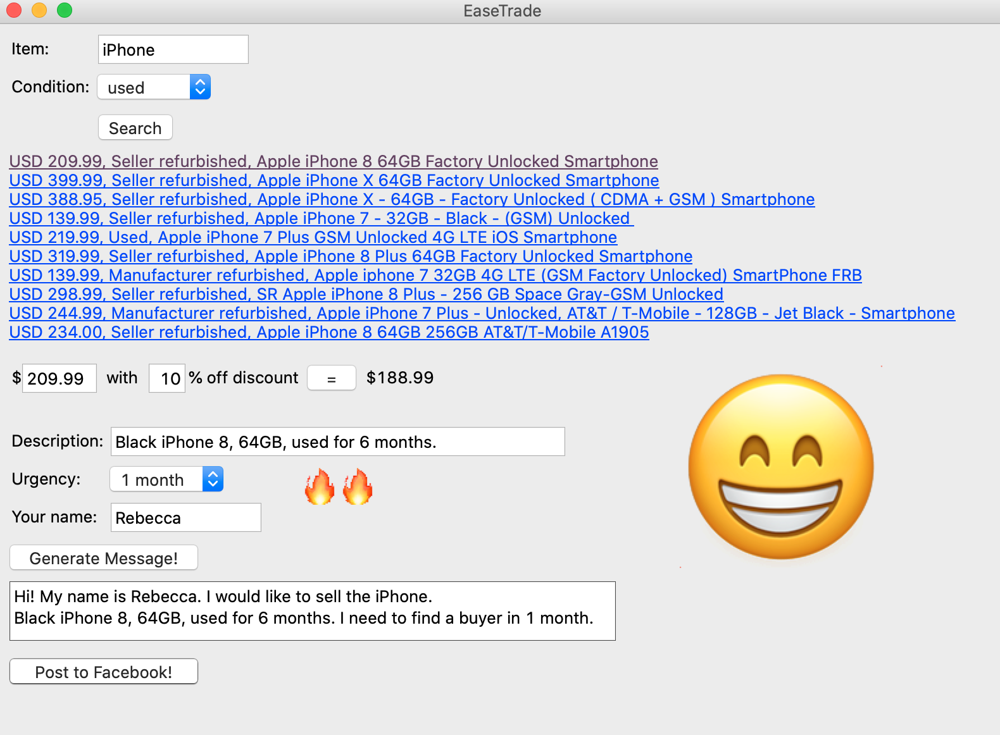 EaseTrade
Item: iPhone
Condition: used
Search
USD 209.99, Seller refurbished, Apple iPhone 8 64GB Factory Unlocked Smartphone
USD 399.99, Seller refurbished, Apple iPhone X 64GB Factory Unlocked Smartphone
USD 388.95, Seller refurbished, Apple iPhone X - 64GB - Factory Unlocked ( CDMA + GSM ) Smartphone
USD 139.99, Seller refurbished, Apple iPhone 7 - 32GB - Black - (GSM) Unlocked
USD 219.99, Used, Apple iPhone 7 Plus GSM Unlocked 4G LTE iOS Smartphone
USD 319.99, Seller refurbished, Apple iPhone 8 Plus 64GB Factory Unlocked Smartphone
USD 139.99, Manufacturer refurbished, Apple iphone 7 32GB 4G LTE (GSM Factory Unlocked) SmartPhone FRB
USD 298.99, Seller refurbished, SR Apple iPhone 8 Plus - 256 GB Space Gray-GSM Unlocked
USD 244.99, Manufacturer refurbished, Apple iPhone 7 Plus - Unlocked, AT&T / T-Mobile - 128GB - Jet Black - Smartphone
USD 234.00, Seller refurbished, Apple iPhone 8 64GB 256GB AT&T/T-Mobile A1905
$ 209.99 with 10 % off discount = $188.99
Description: Black iPhone 8, 64GB, used for 6 months.
Urgency: 1 month
Your name: Rebecca
Generate Message!
Hi! My name is Rebecca. I would like to sell the iPhone.
Black iPhone 8, 64GB, used for 6 months. I need to find a buyer in 1 month.
Post to Facebook!